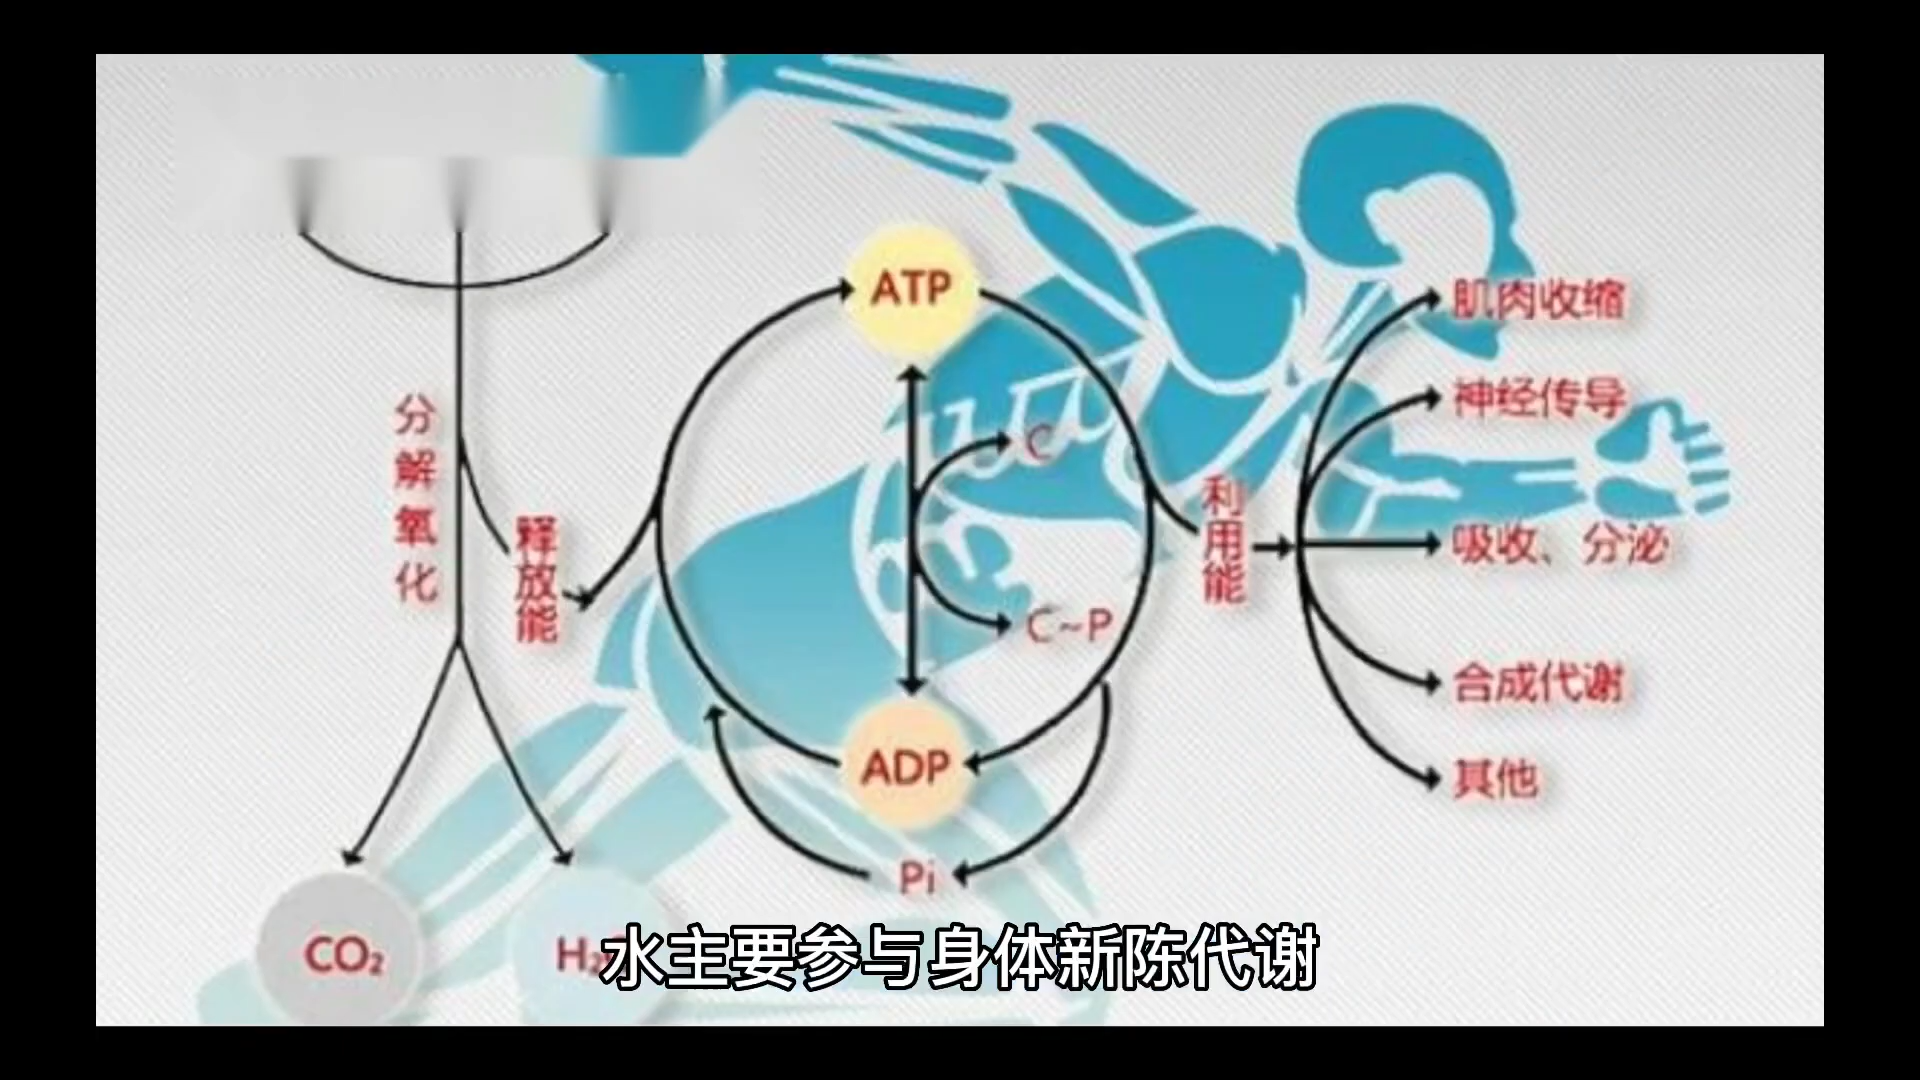 ATP
肌肉收缩
神经传导
分解氧化
C
利用能
释放能
吸收、分泌
C~P
合成代谢
ADP
其他
Pi
CO₂
H₂
水主要参与身体新陈代谢